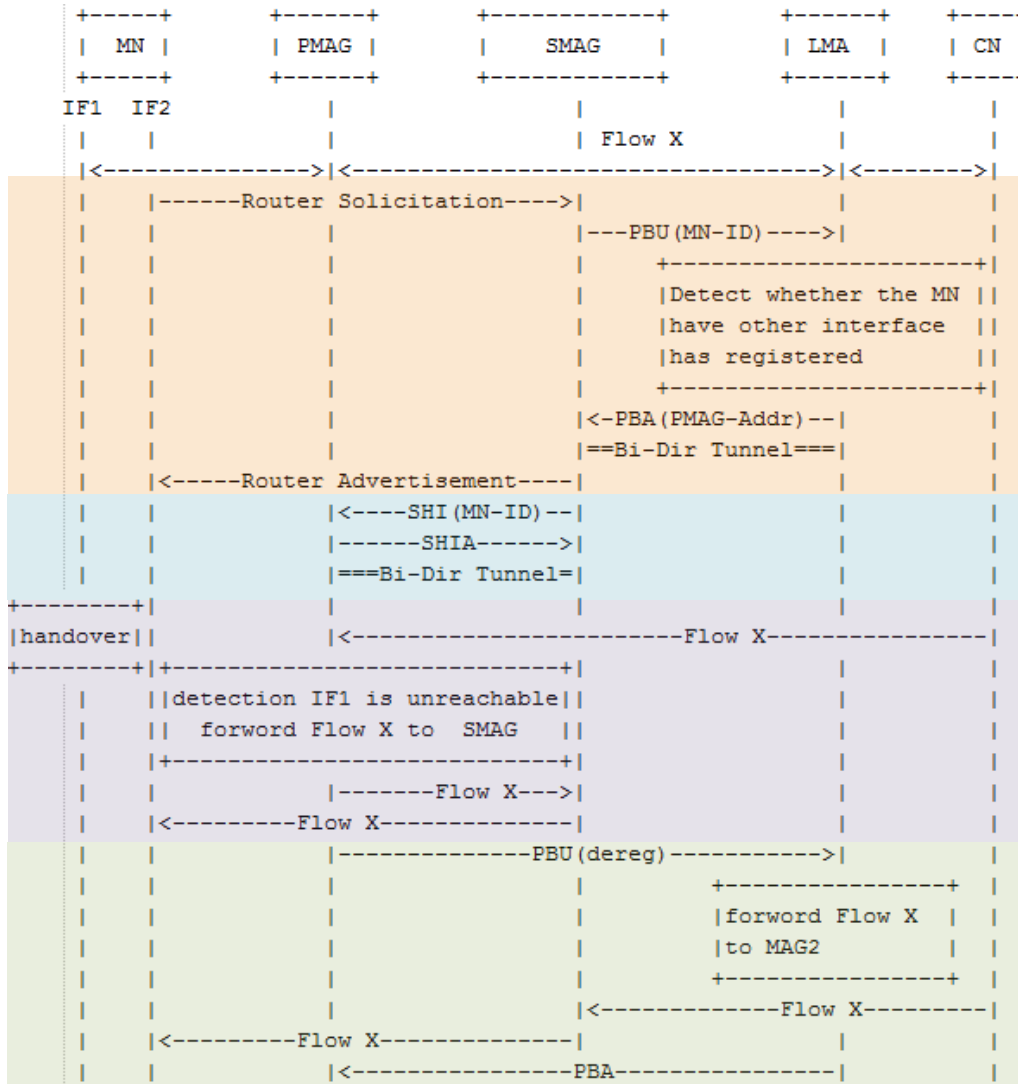 MN PMAG SMAG LMA CN
IF1 IF2
Flow X
Router Solicitation
PBU(MN-ID)
Detect whether the MN
have other interface
has registered
PBA(PMAG-Addr)
Bi-Dir Tunnel
Router Advertisement
SHI(MN-ID)
SHIA
Bi-Dir Tunnel
handover Flow X
detection IF1 is unreachable
forword Flow X to SMAG
Flow X
Flow X
PBU(dereg)
forword Flow X
to MAG2
Flow X
Flow X
PBA